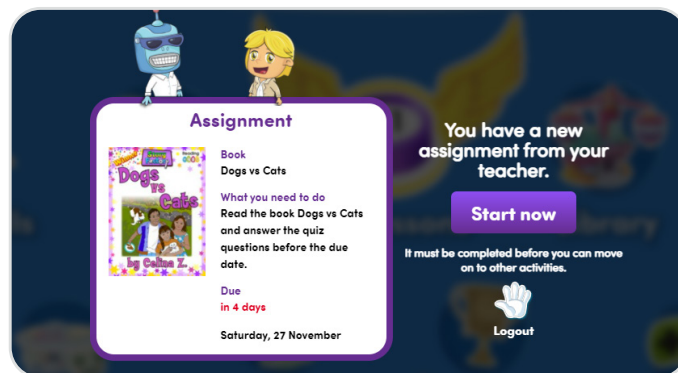 Assignment
Dogs
vs
Cats
by Celina Z.
Book
Dogs vs Cats
What you need to do
Read the book Dogs vs Cats
and answer the quiz
questions before the due
date.
Due
in 4 days
Saturday, 27 November
You have a new
assignment from your
teacher.
Start now
It must be completed before you can move
on to other activities.
Logout